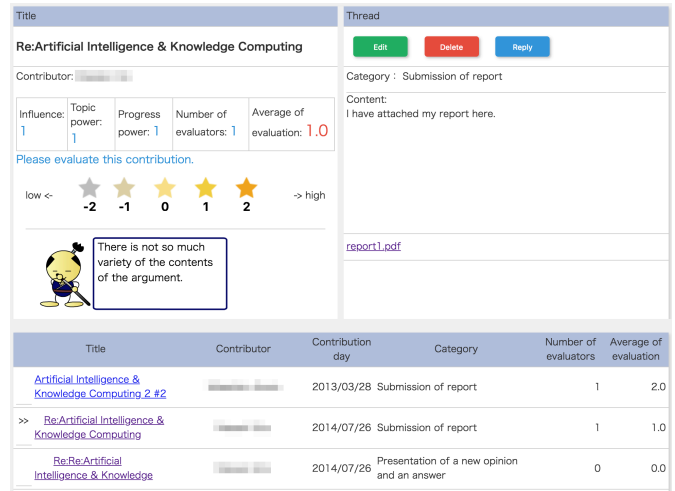 Title
Re:Artificial Intelligence & Knowledge Computing
Contributor:
Influence: 1
Topic power: 1
Progress power: 1
Number of evaluators: 1
Average of evaluation: 1.0
Please evaluate this contribution.
low <-
-2 -1 0 1 2
-> high
There is not so much
variety of the contents
of the argument.
Thread
Edit Delete Reply
Category : Submission of report
Content:
I have attached my report here.
report1.pdf
Title Contributor Contribution day Category Number of evaluators Average of evaluation
Artificial Intelligence &
Knowledge Computing 2 #2
2013/03/28 Submission of report 1 2.0
>> Re:Artificial Intelligence &
Knowledge Computing
2014/07/26 Submission of report 1 1.0
Re:Re:Artificial
Intelligence & Knowledge
2014/07/26 Presentation of a new opinion and an answer 0 0.0